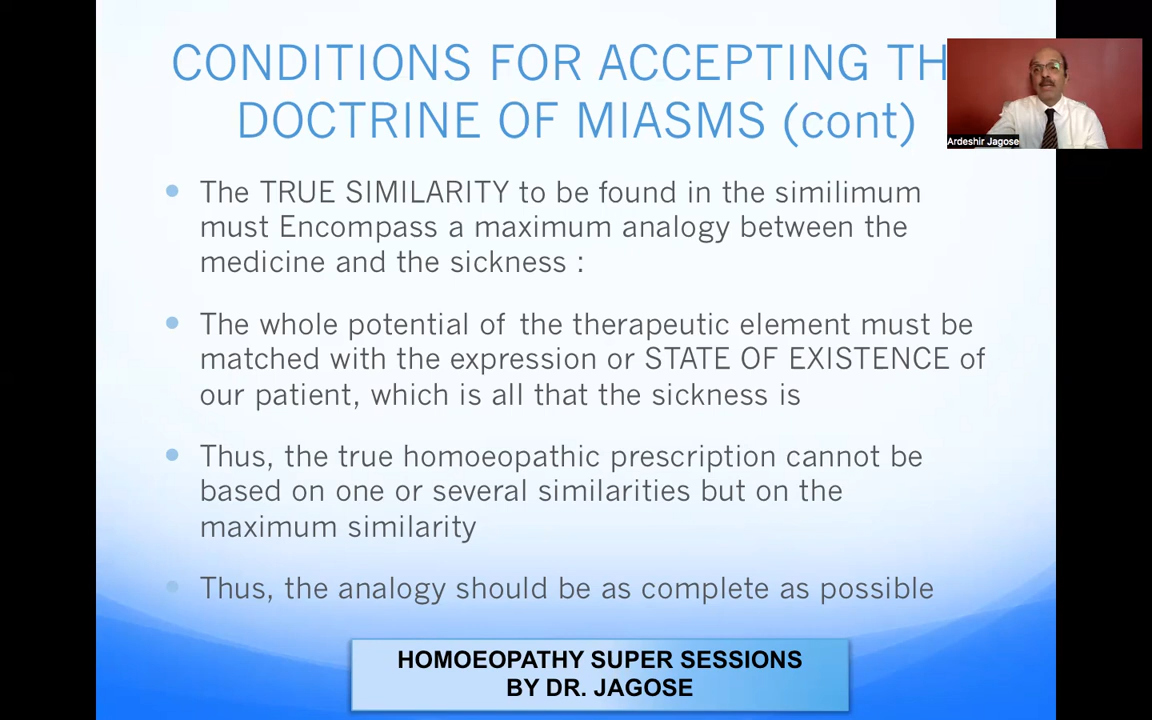 CONDITIONS FOR ACCEPTING TH
DOCTRINE OF MIASMS (cont)
Ardeshir Jagose
The TRUE SIMILARITY to be found in the similimum
must Encompass a maximum analogy between the
medicine and the sickness :
The whole potential of the therapeutic element must be
matched with the expression or STATE OF EXISTENCE of
our patient, which is all that the sickness is
Thus, the true homoeopathic prescription cannot be
based on one or several similarities but on the
maximum similarity
Thus, the analogy should be as complete as possible
HOMOEOPATHY SUPER SESSIONS
BY DR. JAGOSE